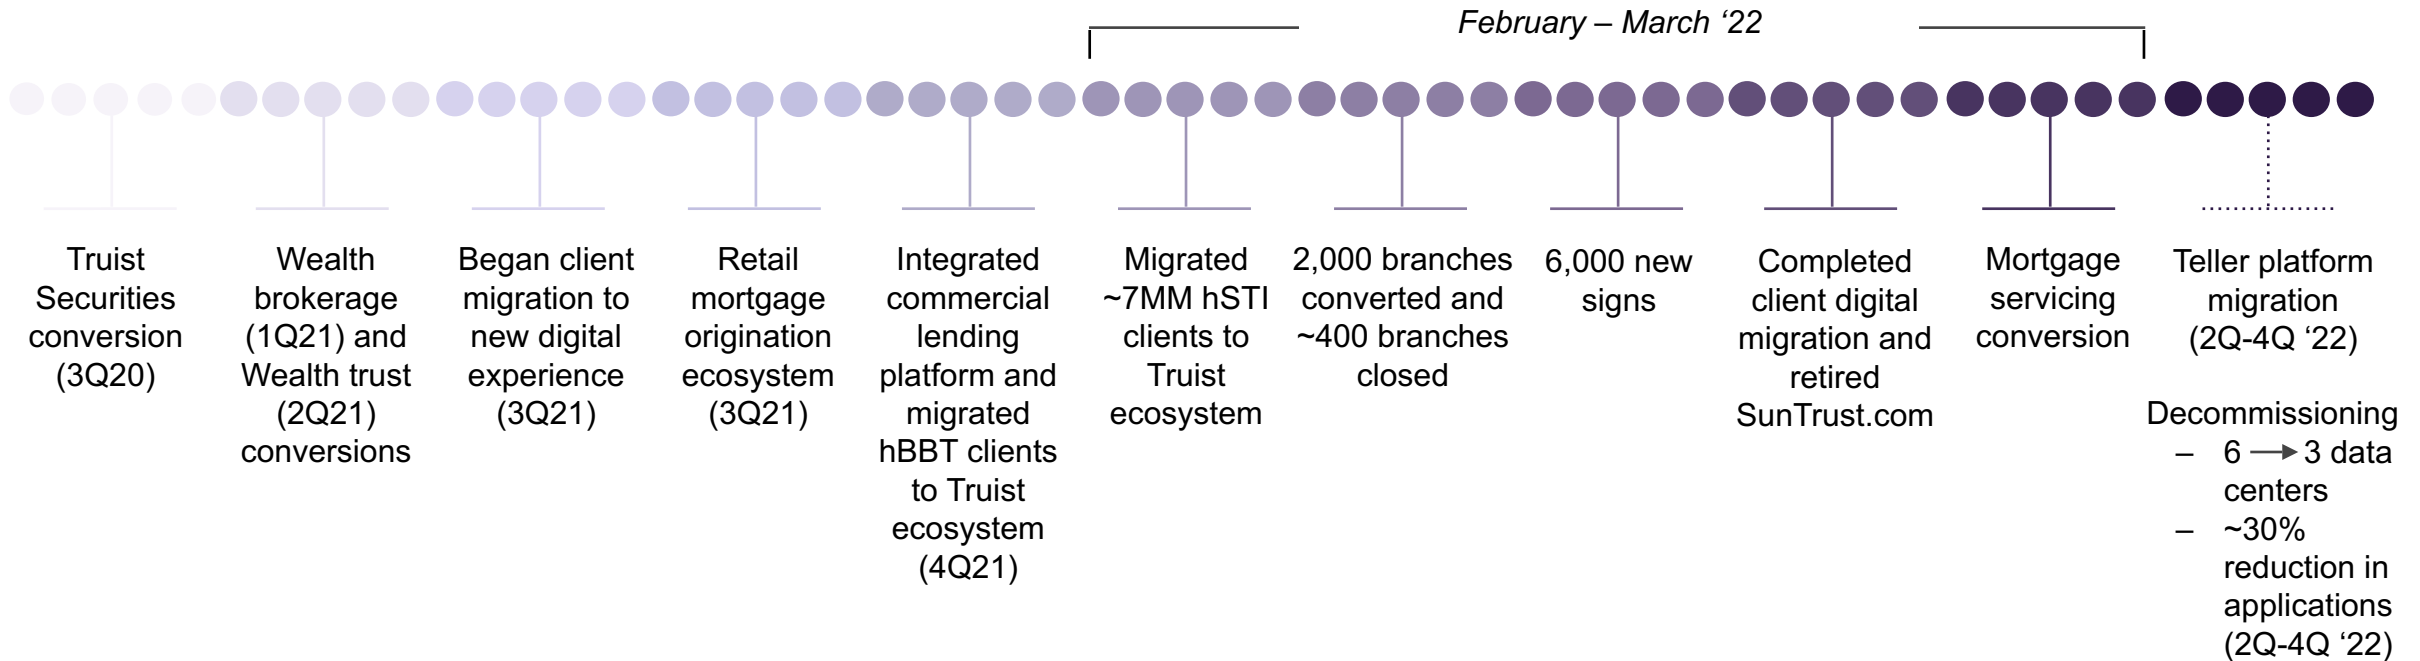 February – March ‘22
Truist
Securities
conversion
(3Q20)
Wealth
brokerage
(1Q21) and
Wealth trust
(2Q21)
conversions
Began client
migration to
new digital
experience
(3Q21)
Retail
mortgage
origination
ecosystem
(3Q21)
Integrated
commercial
lending
platform and
migrated
hBBT clients
to Truist
ecosystem
(4Q21)
Migrated
~7MM hSTI
clients to
Truist
ecosystem
2,000 branches
converted and
~400 branches
closed
6,000 new
signs
Completed
client digital
migration and
retired
SunTrust.com
Mortgage
servicing
conversion
Teller platform
migration
(2Q-4Q ‘22)
Decommissioning
– 6 → 3 data
centers
– ~30%
reduction in
applications
(2Q-4Q ‘22)